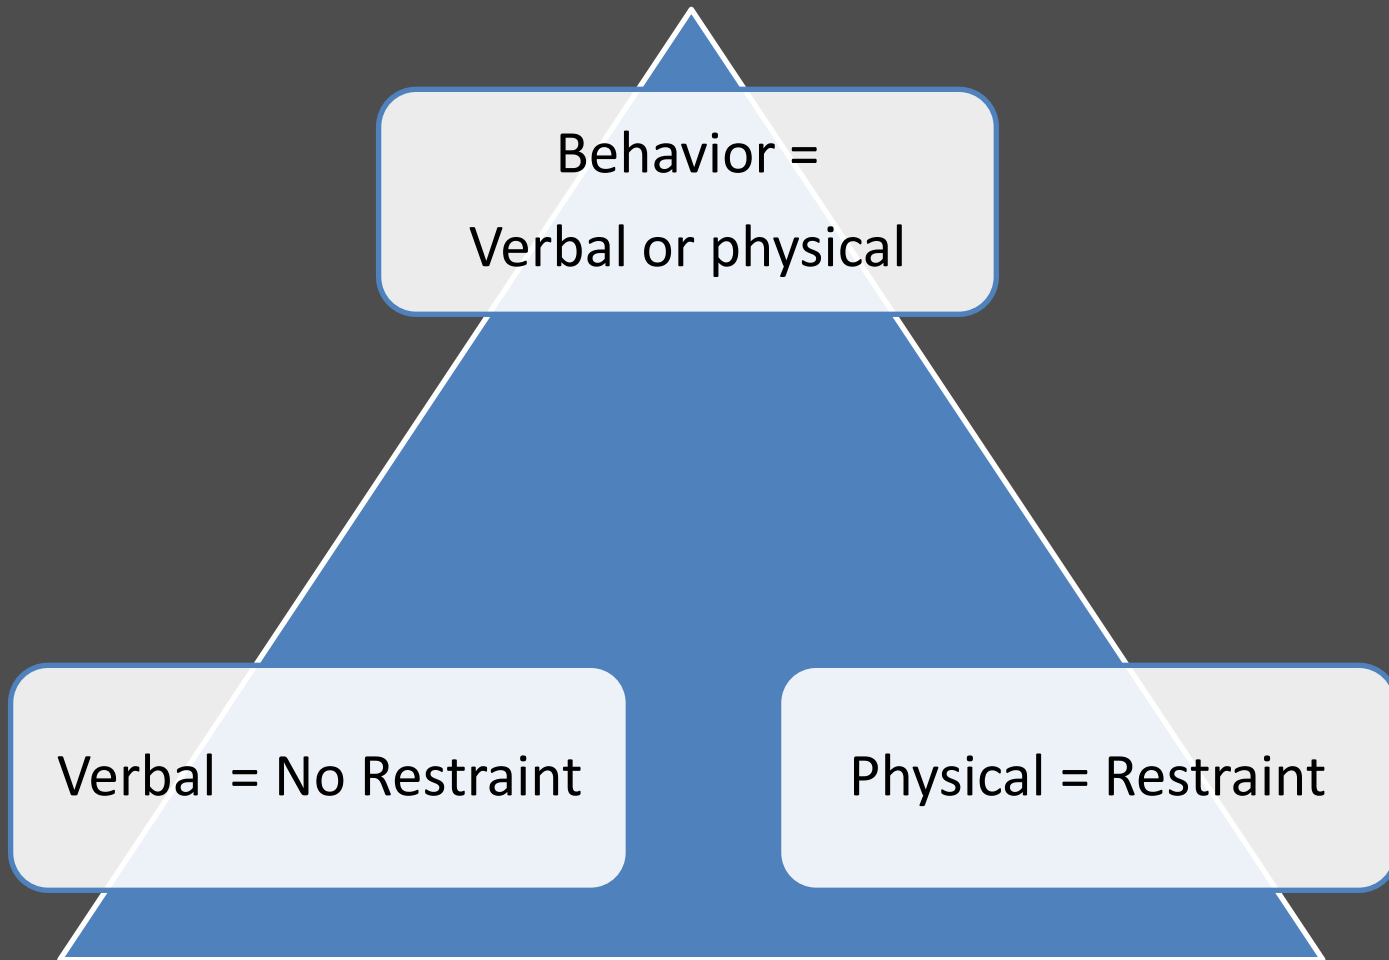 Behavior =
Verbal or physical
Verbal = No Restraint
Physical = Restraint